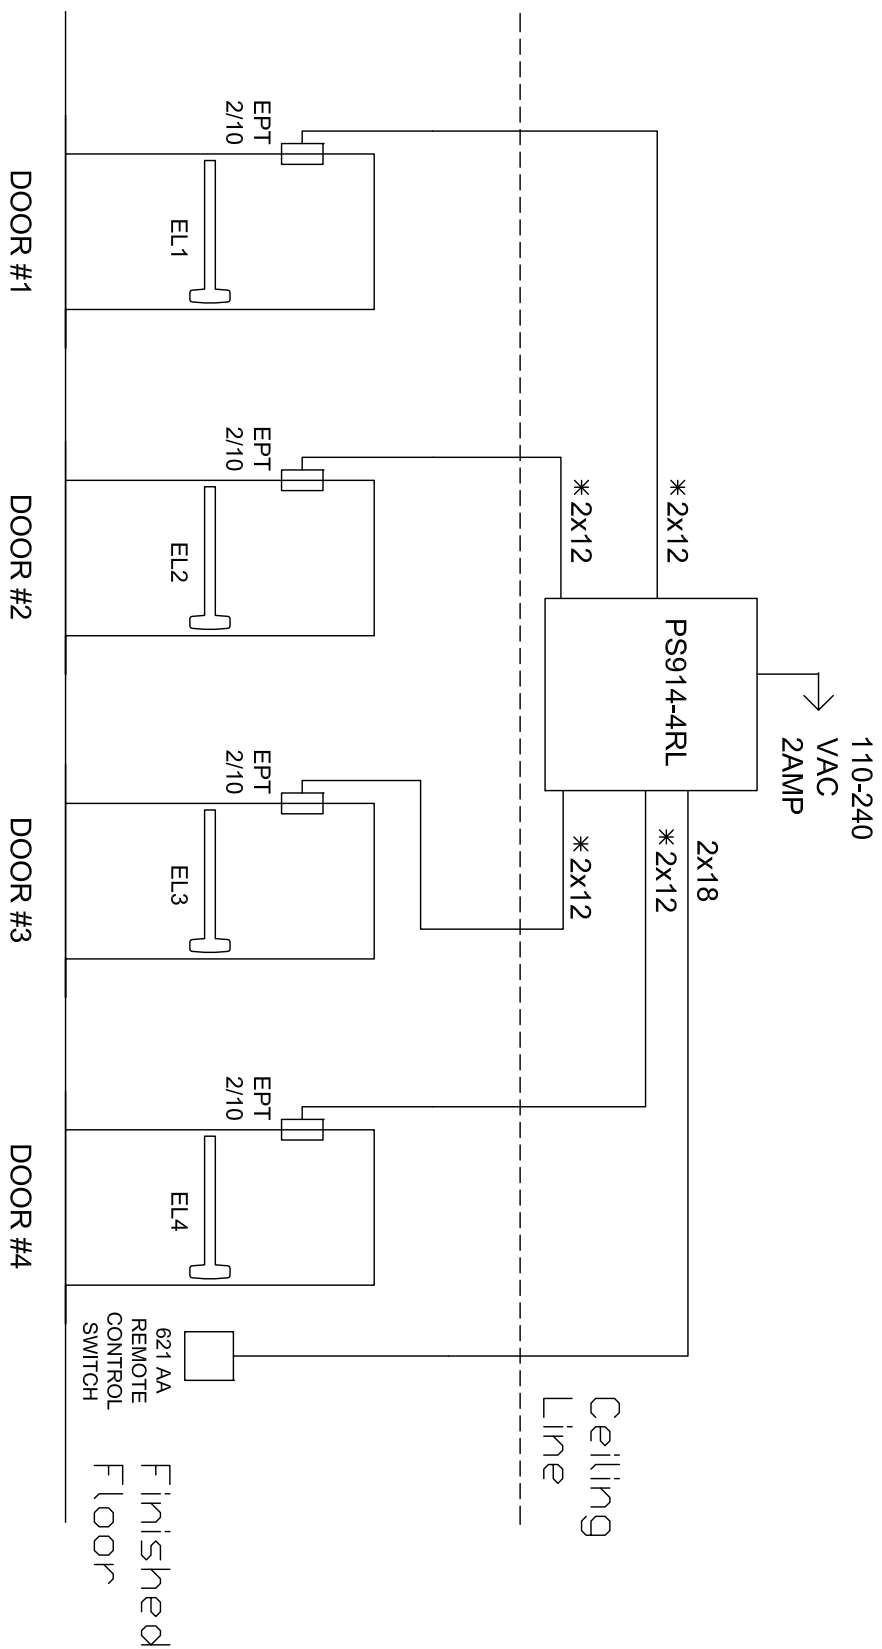 110-240
VAC
2AMP
PS914-4RL
* 2x12
* 2x12
2x18
* 2x12
* 2x12
Ceiling
Line
EPT
2/10
EL1
DOOR #1
EPT
2/10
EL2
DOOR #2
EPT
2/10
EL3
DOOR #3
EPT
2/10
EL4
DOOR #4
621 AA
REMOTE
CONTROL
SWITCH
Finished
Floor